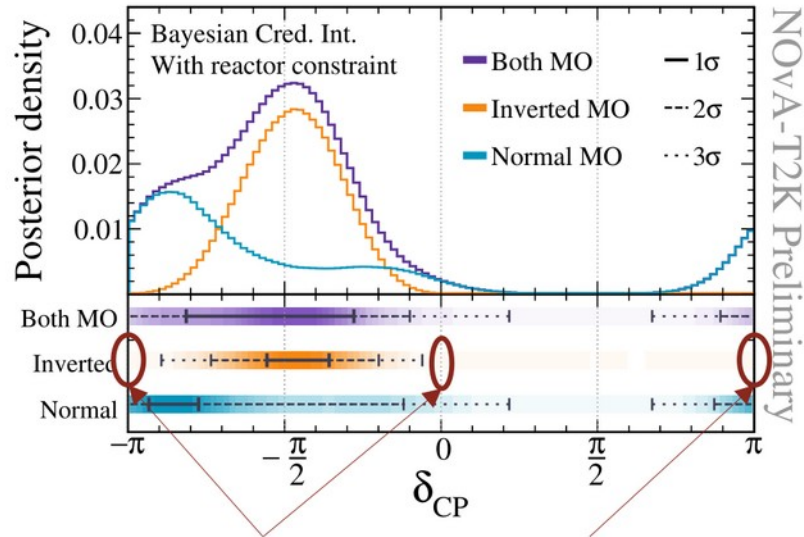 0.04
0.03
0.02
0.01
Posterior density
Bayesian Cred. Int.
With reactor constraint
Both MO
Inverted MO
Normal MO
1σ
2σ
3σ
NOvA-T2K Preliminary
Both MO
Inverted
Normal
−π
−π/2
0
π/2
π
δCP